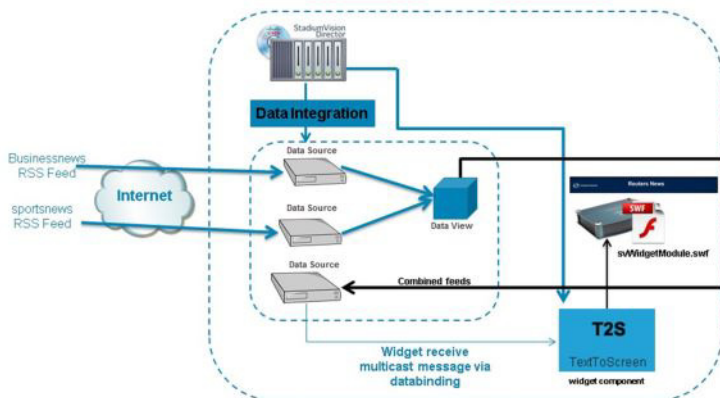 StadiumVision
Director
Data Integration
Businessnews
RSS Feed
Internet
sportsnews
RSS Feed
Data Source
Data Source
Data View
Data Source
Combined feeds
Routers News
SWF
svWidgetModule.swf
T2S
TextToScreen
widget component
Widget receive
multicast message via
databinding